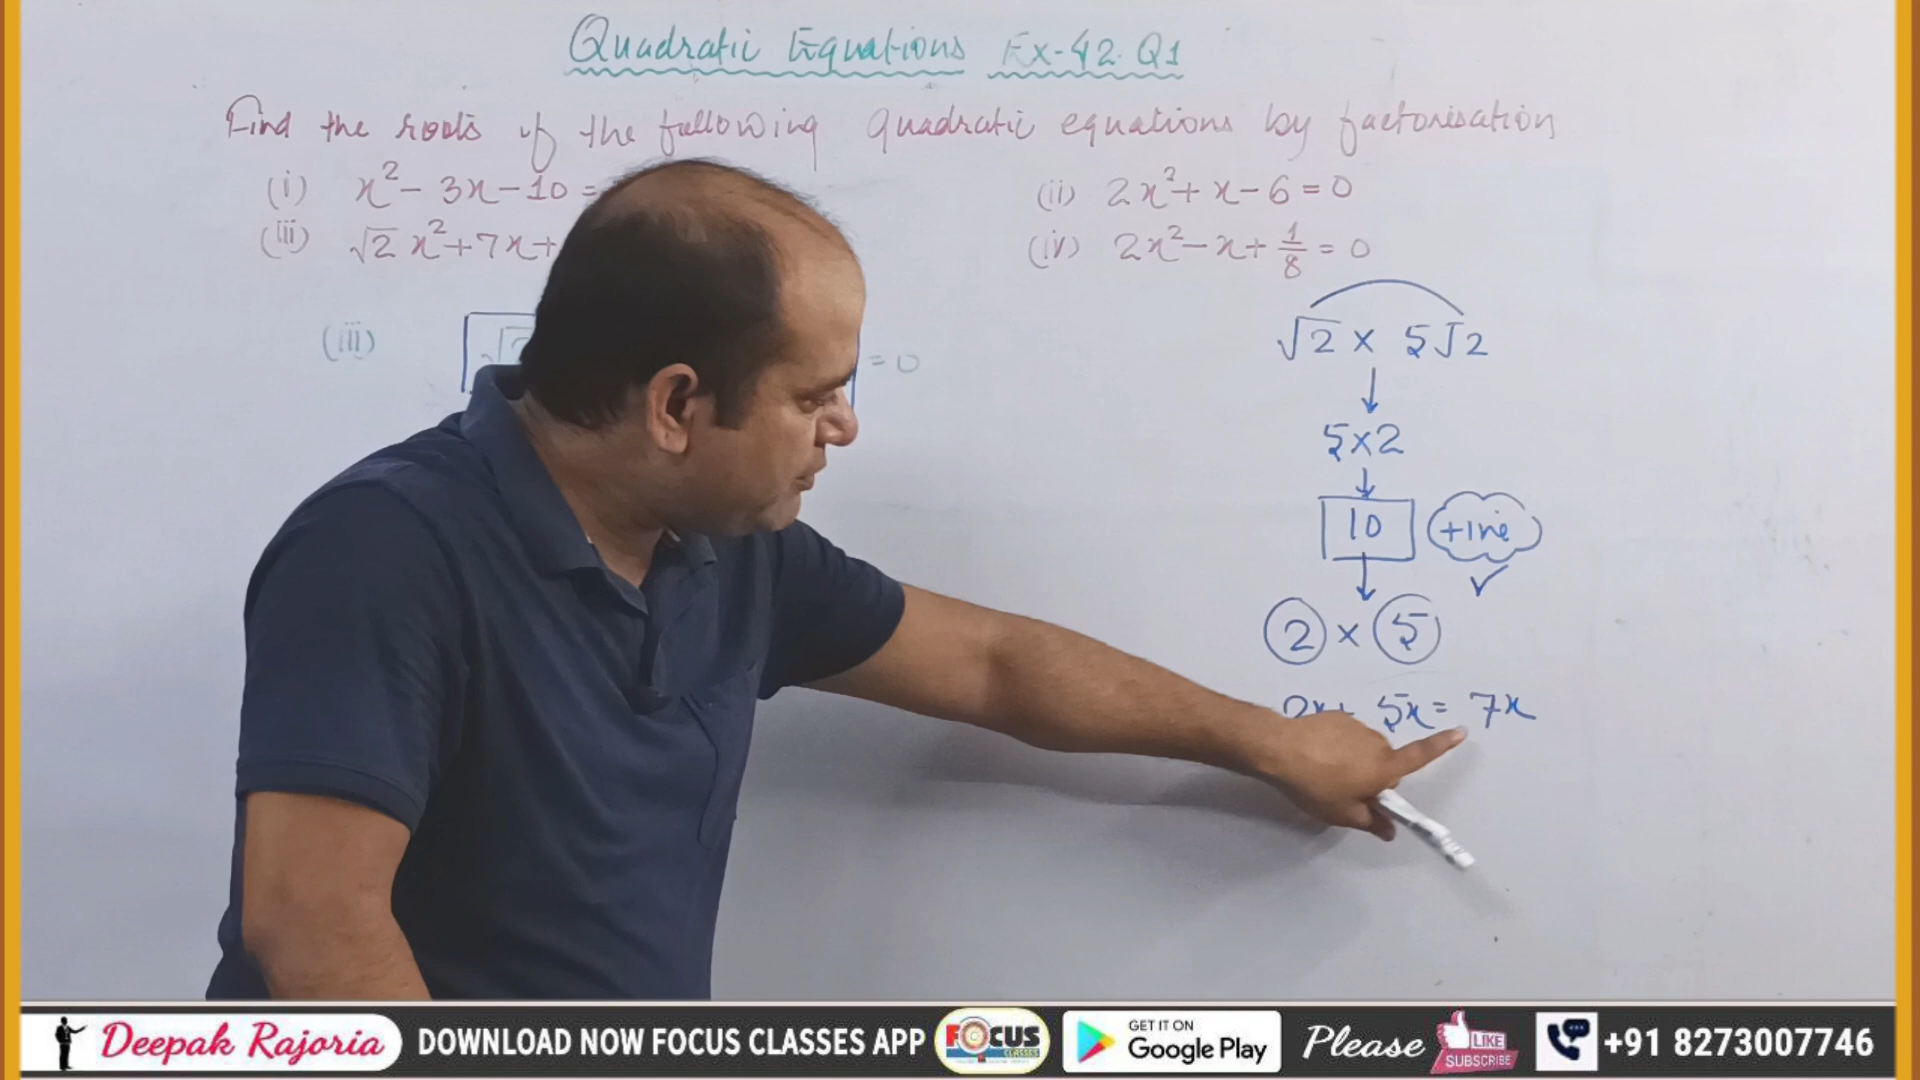 Quadratic Equations Ex-4.2 Q1
Find the roots of the following quadratic equations by factorisation
(i) x² - 3x - 10 =
(ii) 2x² + x - 6 = 0
(iii) √2 x² + 7x +
(iv) 2x² - x + 1/8 = 0
(iii) = 0
√2 × 5√2
5×2
10 +ive
2 × 5
2x + 5x = 7x
Deepak Rajoria DOWNLOAD NOW FOCUS CLASSES APP FOCUS CLASSES GET IT ON Google Play Please LIKE SUBSCRIBE +91 8273007746